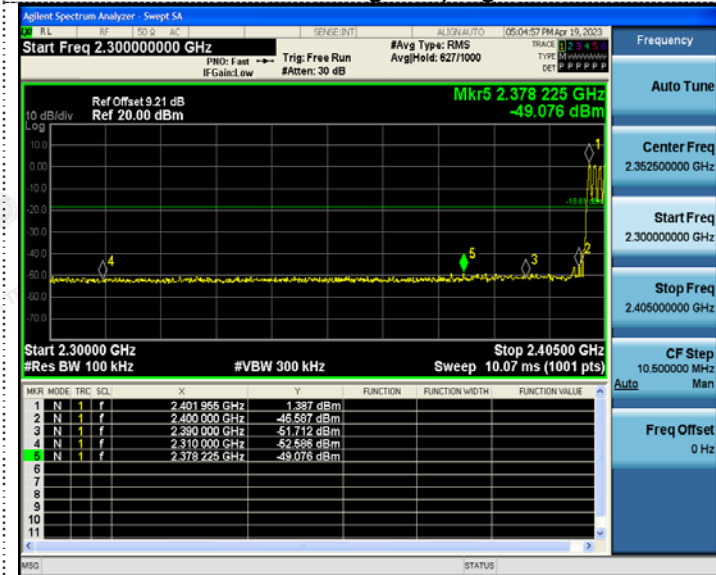 Agilent Spectrum Analyzer - Swept SA
RL RF 50 Ω AC SENSE:INT ALIGNAUTO 05:04:57 PM Apr 19, 2023
Start Freq 2.300000000 GHz
PNO: Fast
IFGain:Low
Trig: Free Run
#Atten: 30 dB
#Avg Type: RMS
Avg|Hold: 627/1000
TRACE 1 2 3 4 5 6
TYPE M
DET P P P P P P
Ref Offset 9.21 dB
Ref 20.00 dBm
10 dB/div
Log
Mkr5 2.378 225 GHz
-49.076 dBm
10.0
0.00
-10.0
-20.0
-30.0
-40.0
-50.0
-60.0
-70.0
1
2
3
4
5
Start 2.30000 GHz
#Res BW 100 kHz
#VBW 300 kHz
Stop 2.40500 GHz
Sweep 10.07 ms (1001 pts)
MKR MODE TRC SCL X Y FUNCTION FUNCTION WIDTH FUNCTION VALUE
1 N 1 f 2.401 955 GHz 1.387 dBm
2 N 1 f 2.400 000 GHz -46.587 dBm
3 N 1 f 2.390 000 GHz -51.712 dBm
4 N 1 f 2.310 000 GHz -52.586 dBm
5 N 1 f 2.378 225 GHz -49.076 dBm
6
7
8
9
10
11
MSG STATUS
Frequency
Auto Tune
Center Freq
2.352500000 GHz
Start Freq
2.300000000 GHz
Stop Freq
2.405000000 GHz
CF Step
10.500000 MHz
Auto Man
Freq Offset
0 Hz